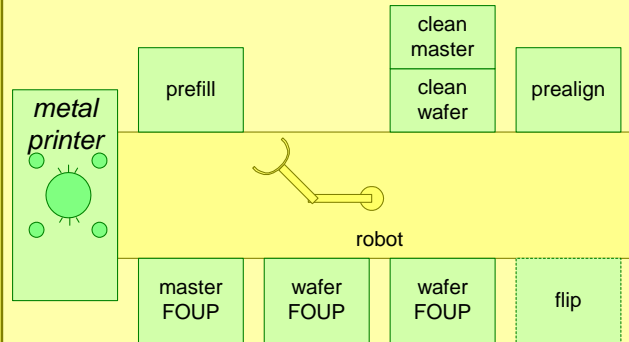 clean
master
clean
wafer
prefill
prealign
metal
printer
robot
master
FOUP
wafer
FOUP
wafer
FOUP
flip